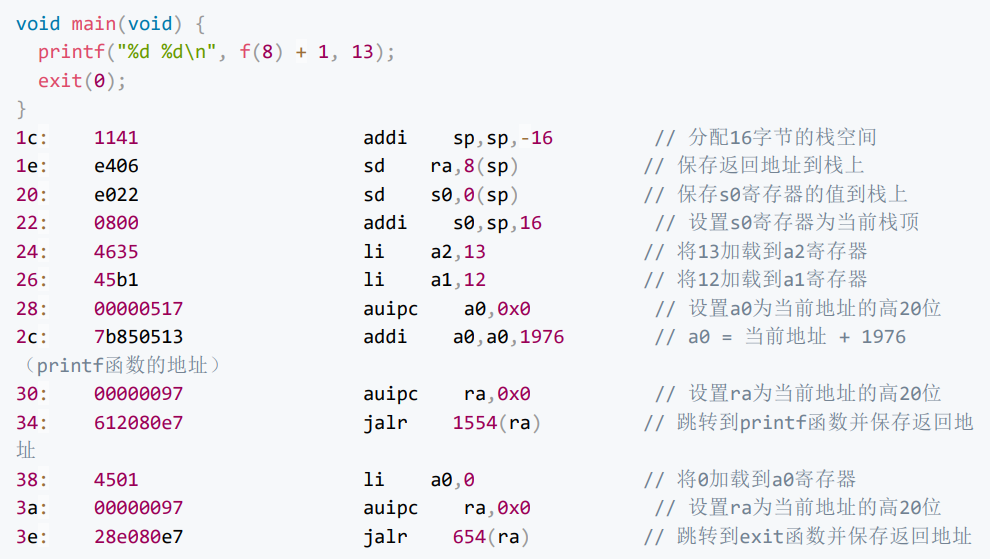 void main(void) {
  printf("%d %d\n", f(8) + 1, 13);
  exit(0);
}
1c:    1141                    addi    sp,sp,-16         // 分配16字节的栈空间
1e:    e406                    sd    ra,8(sp)           // 保存返回地址到栈上
20:    e022                    sd    s0,0(sp)           // 保存s0寄存器的值到栈上
22:    0800                    addi    s0,sp,16          // 设置s0寄存器为当前栈顶
24:    4635                    li    a2,13              // 将13加载到a2寄存器
26:    45b1                    li    a1,12              // 将12加载到a1寄存器
28:    00000517                auipc    a0,0x0           // 设置a0为当前地址的高20位
2c:    7b850513                addi    a0,a0,1976        // a0 = 当前地址 + 1976
（printf函数的地址）
30:    00000097                auipc    ra,0x0           // 设置ra为当前地址的高20位
34:    612080e7                jalr    1554(ra)         // 跳转到printf函数并保存返回地
址
38:    4501                    li    a0,0               // 将0加载到a0寄存器
3a:    00000097                auipc    ra,0x0           // 设置ra为当前地址的高20位
3e:    28e080e7                jalr    654(ra)          // 跳转到exit函数并保存返回地址